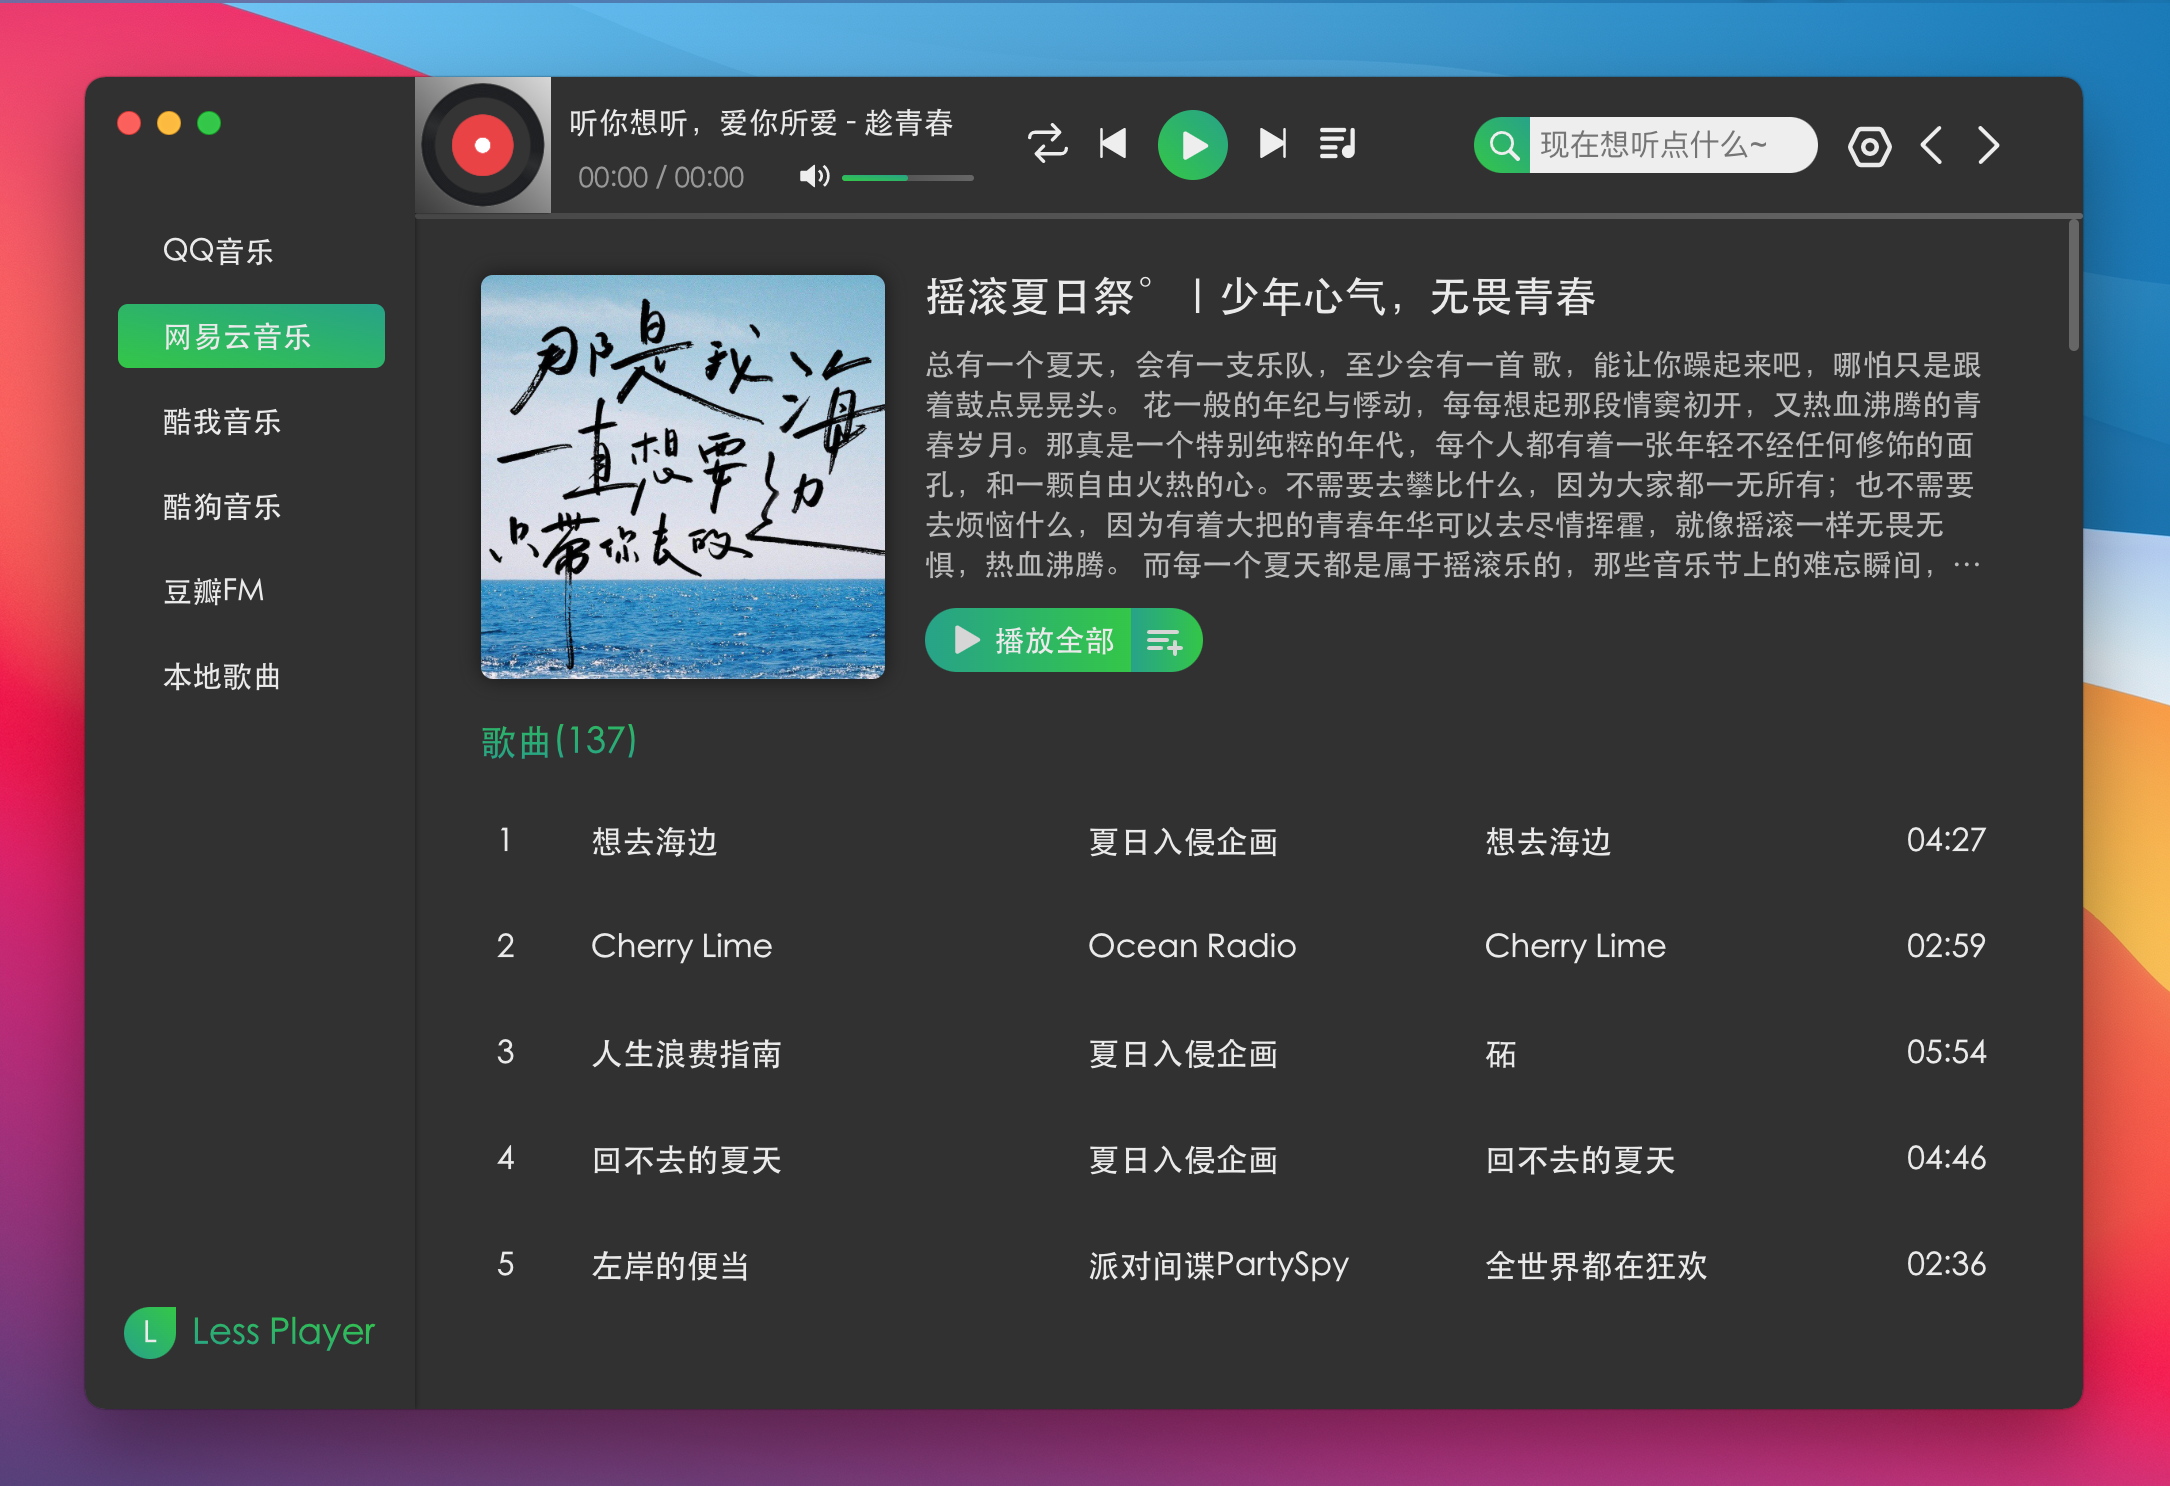 听你想听，爱你所爱 - 趁青春
00:00 / 00:00
现在想听点什么~
QQ音乐
网易云音乐
酷我音乐
酷狗音乐
豆瓣FM
本地歌曲
L Less Player
那是我
一直想要
海边
只带你去的
摇滚夏日祭°丨少年心气，无畏青春
总有一个夏天，会有一支乐队，至少会有一首 歌，能让你躁起来吧，哪怕只是跟
着鼓点晃晃头。 花一般的年纪与悸动，每每想起那段情窦初开，又热血沸腾的青
春岁月。那真是一个特别纯粹的年代，每个人都有着一张年轻不经任何修饰的面
孔，和一颗自由火热的心。不需要去攀比什么，因为大家都一无所有；也不需要
去烦恼什么，因为有着大把的青春年华可以去尽情挥霍，就像摇滚一样无畏无
惧，热血沸腾。 而每一个夏天都是属于摇滚乐的，那些音乐节上的难忘瞬间，…
播放全部
歌曲(137)
1 想去海边 夏日入侵企画 想去海边 04:27
2 Cherry Lime Ocean Radio Cherry Lime 02:59
3 人生浪费指南 夏日入侵企画 砳 05:54
4 回不去的夏天 夏日入侵企画 回不去的夏天 04:46
5 左岸的便当 派对间谍PartySpy 全世界都在狂欢 02:36